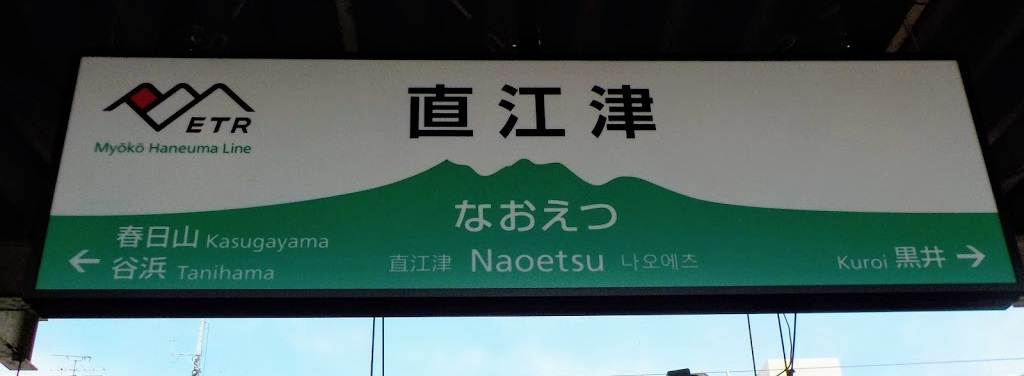 直江津
ETR
Myōkō Haneuma Line
なおえつ
春日山 Kasugayama
谷浜 Tanihama
直江津 Naoetsu 나오에츠
Kuroi 黒井